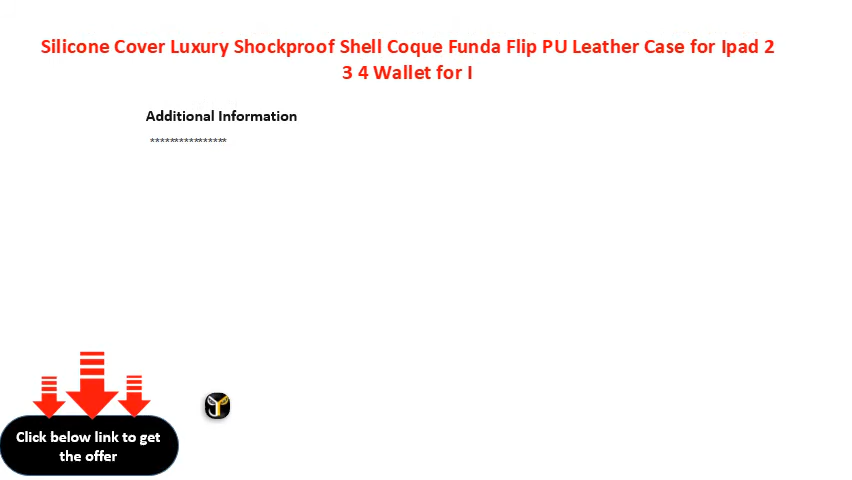 Silicone Cover Luxury Shockproof Shell Coque Funda Flip PU Leather Case for Ipad 2
3 4 Wallet for I
Additional Information
****************
Click below link to get
the offer